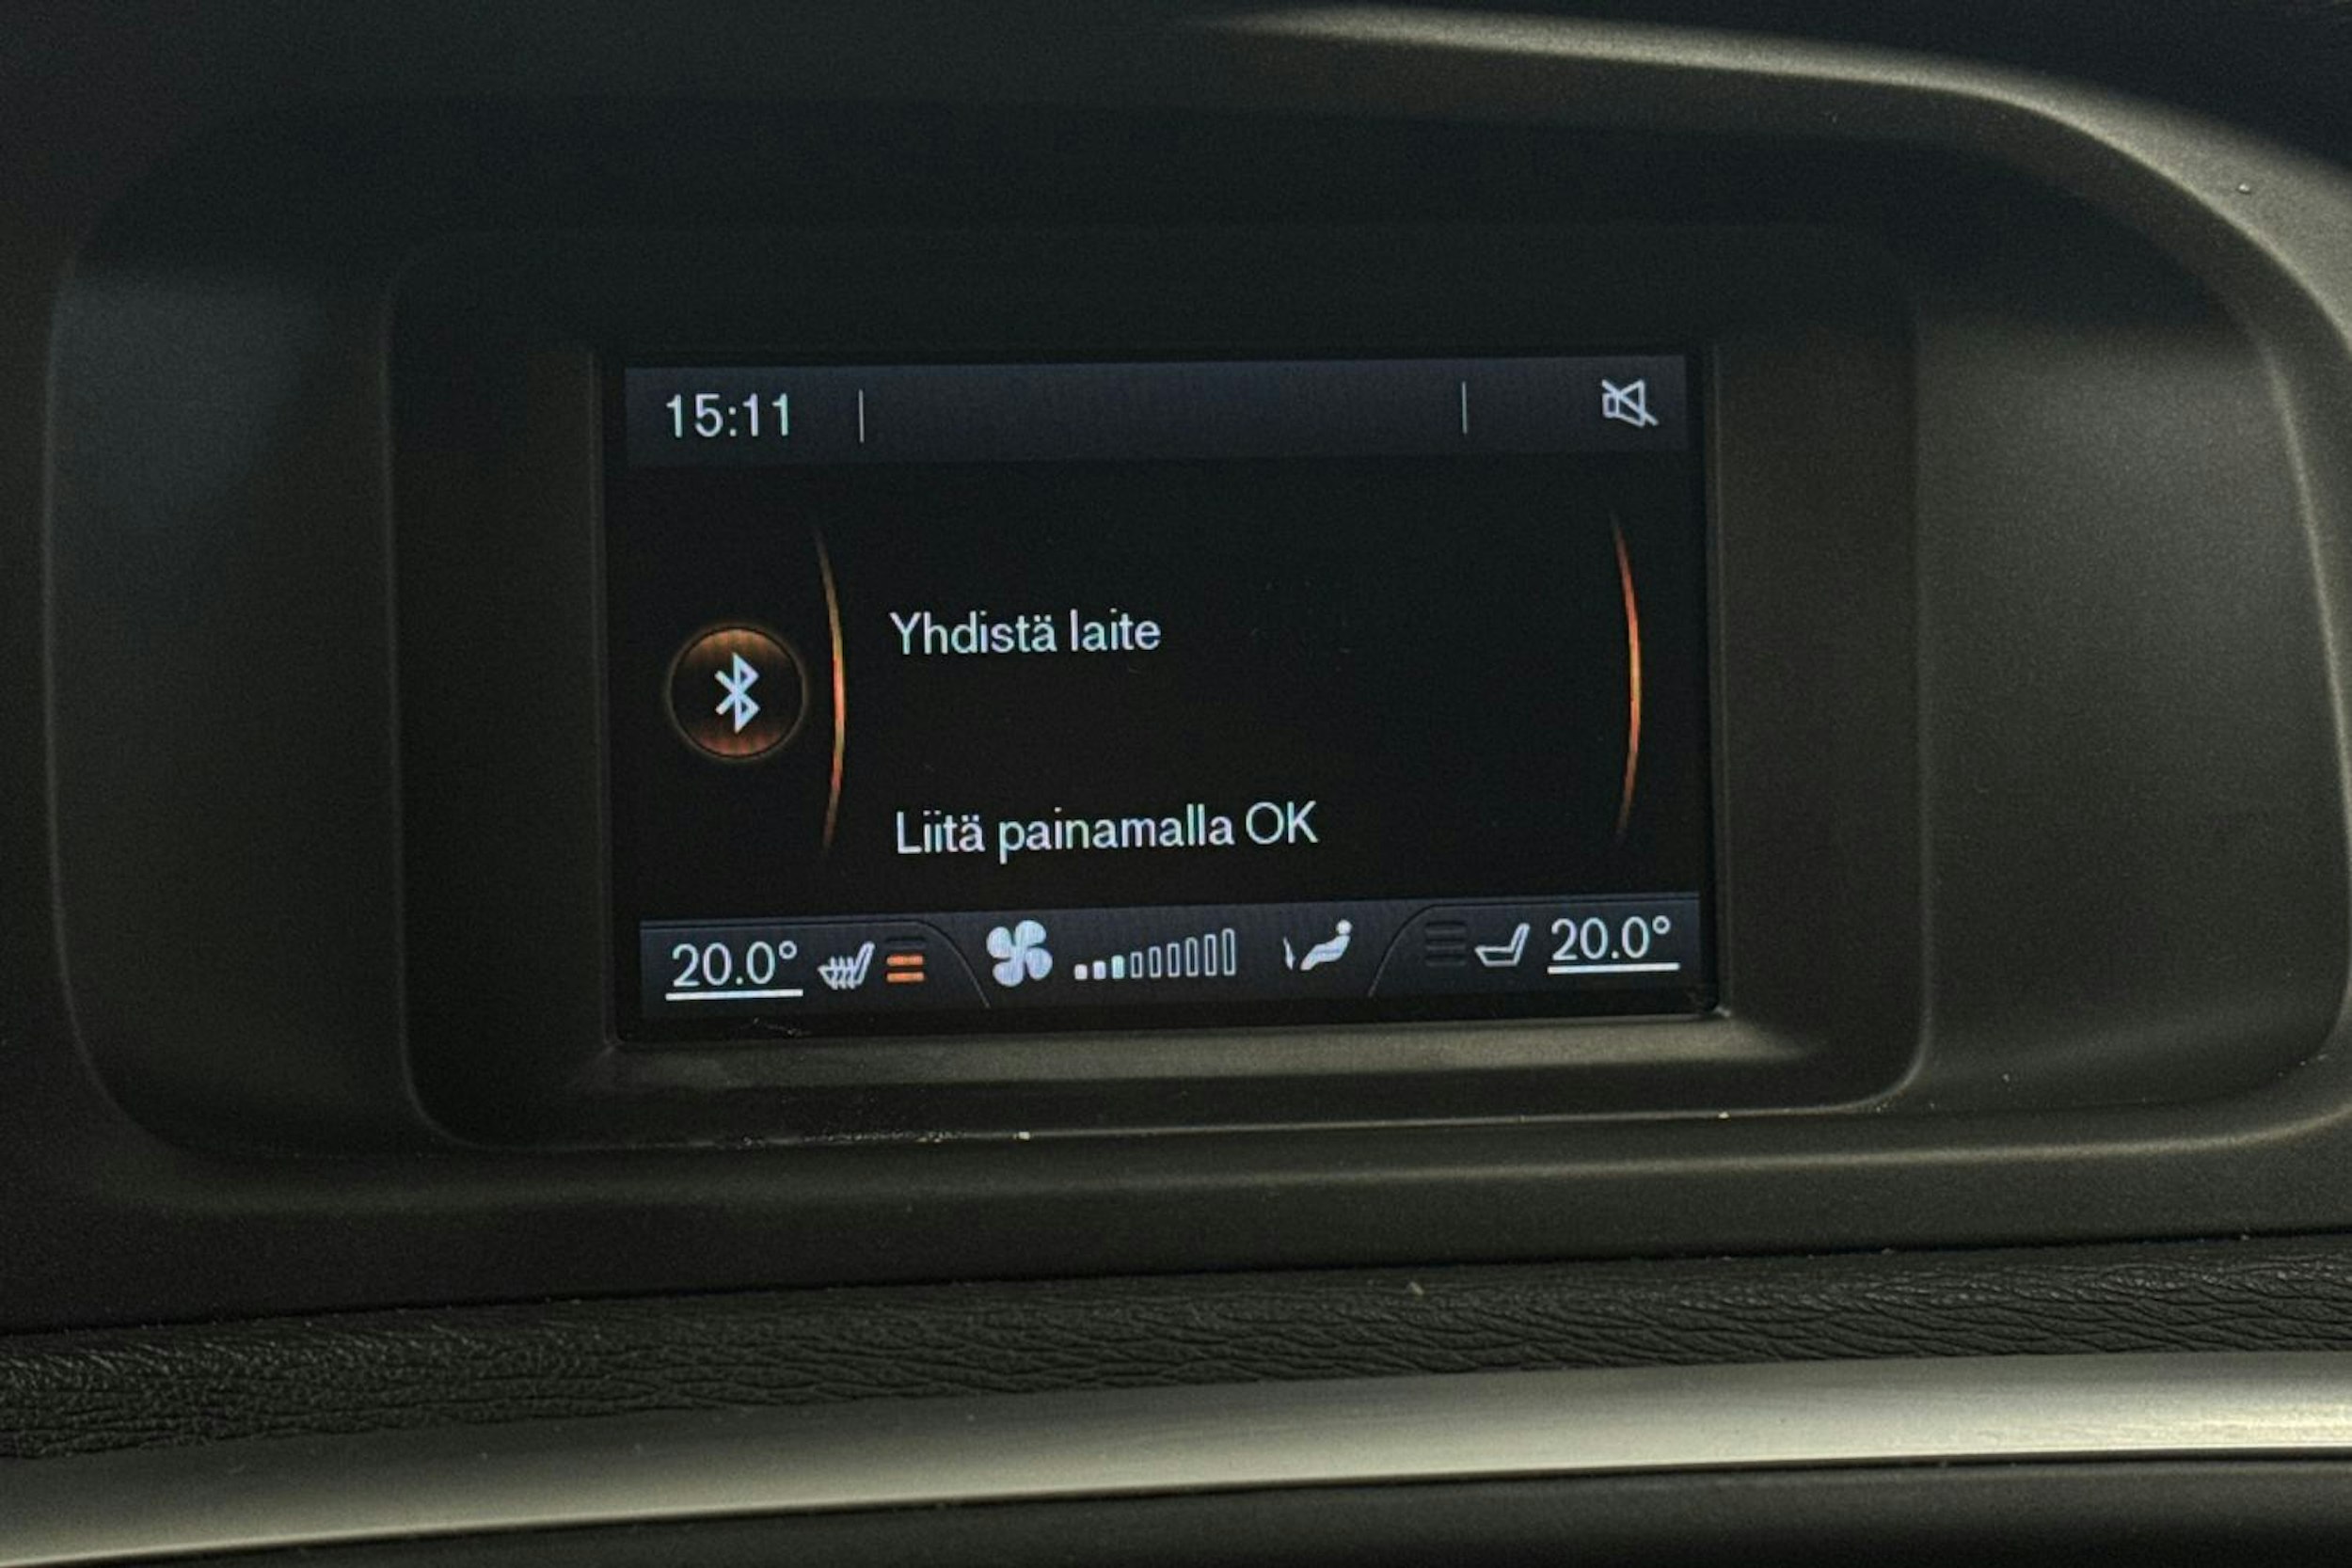 15:11
Yhdistä laite
Liitä painamalla OK
20.0° 20.0°